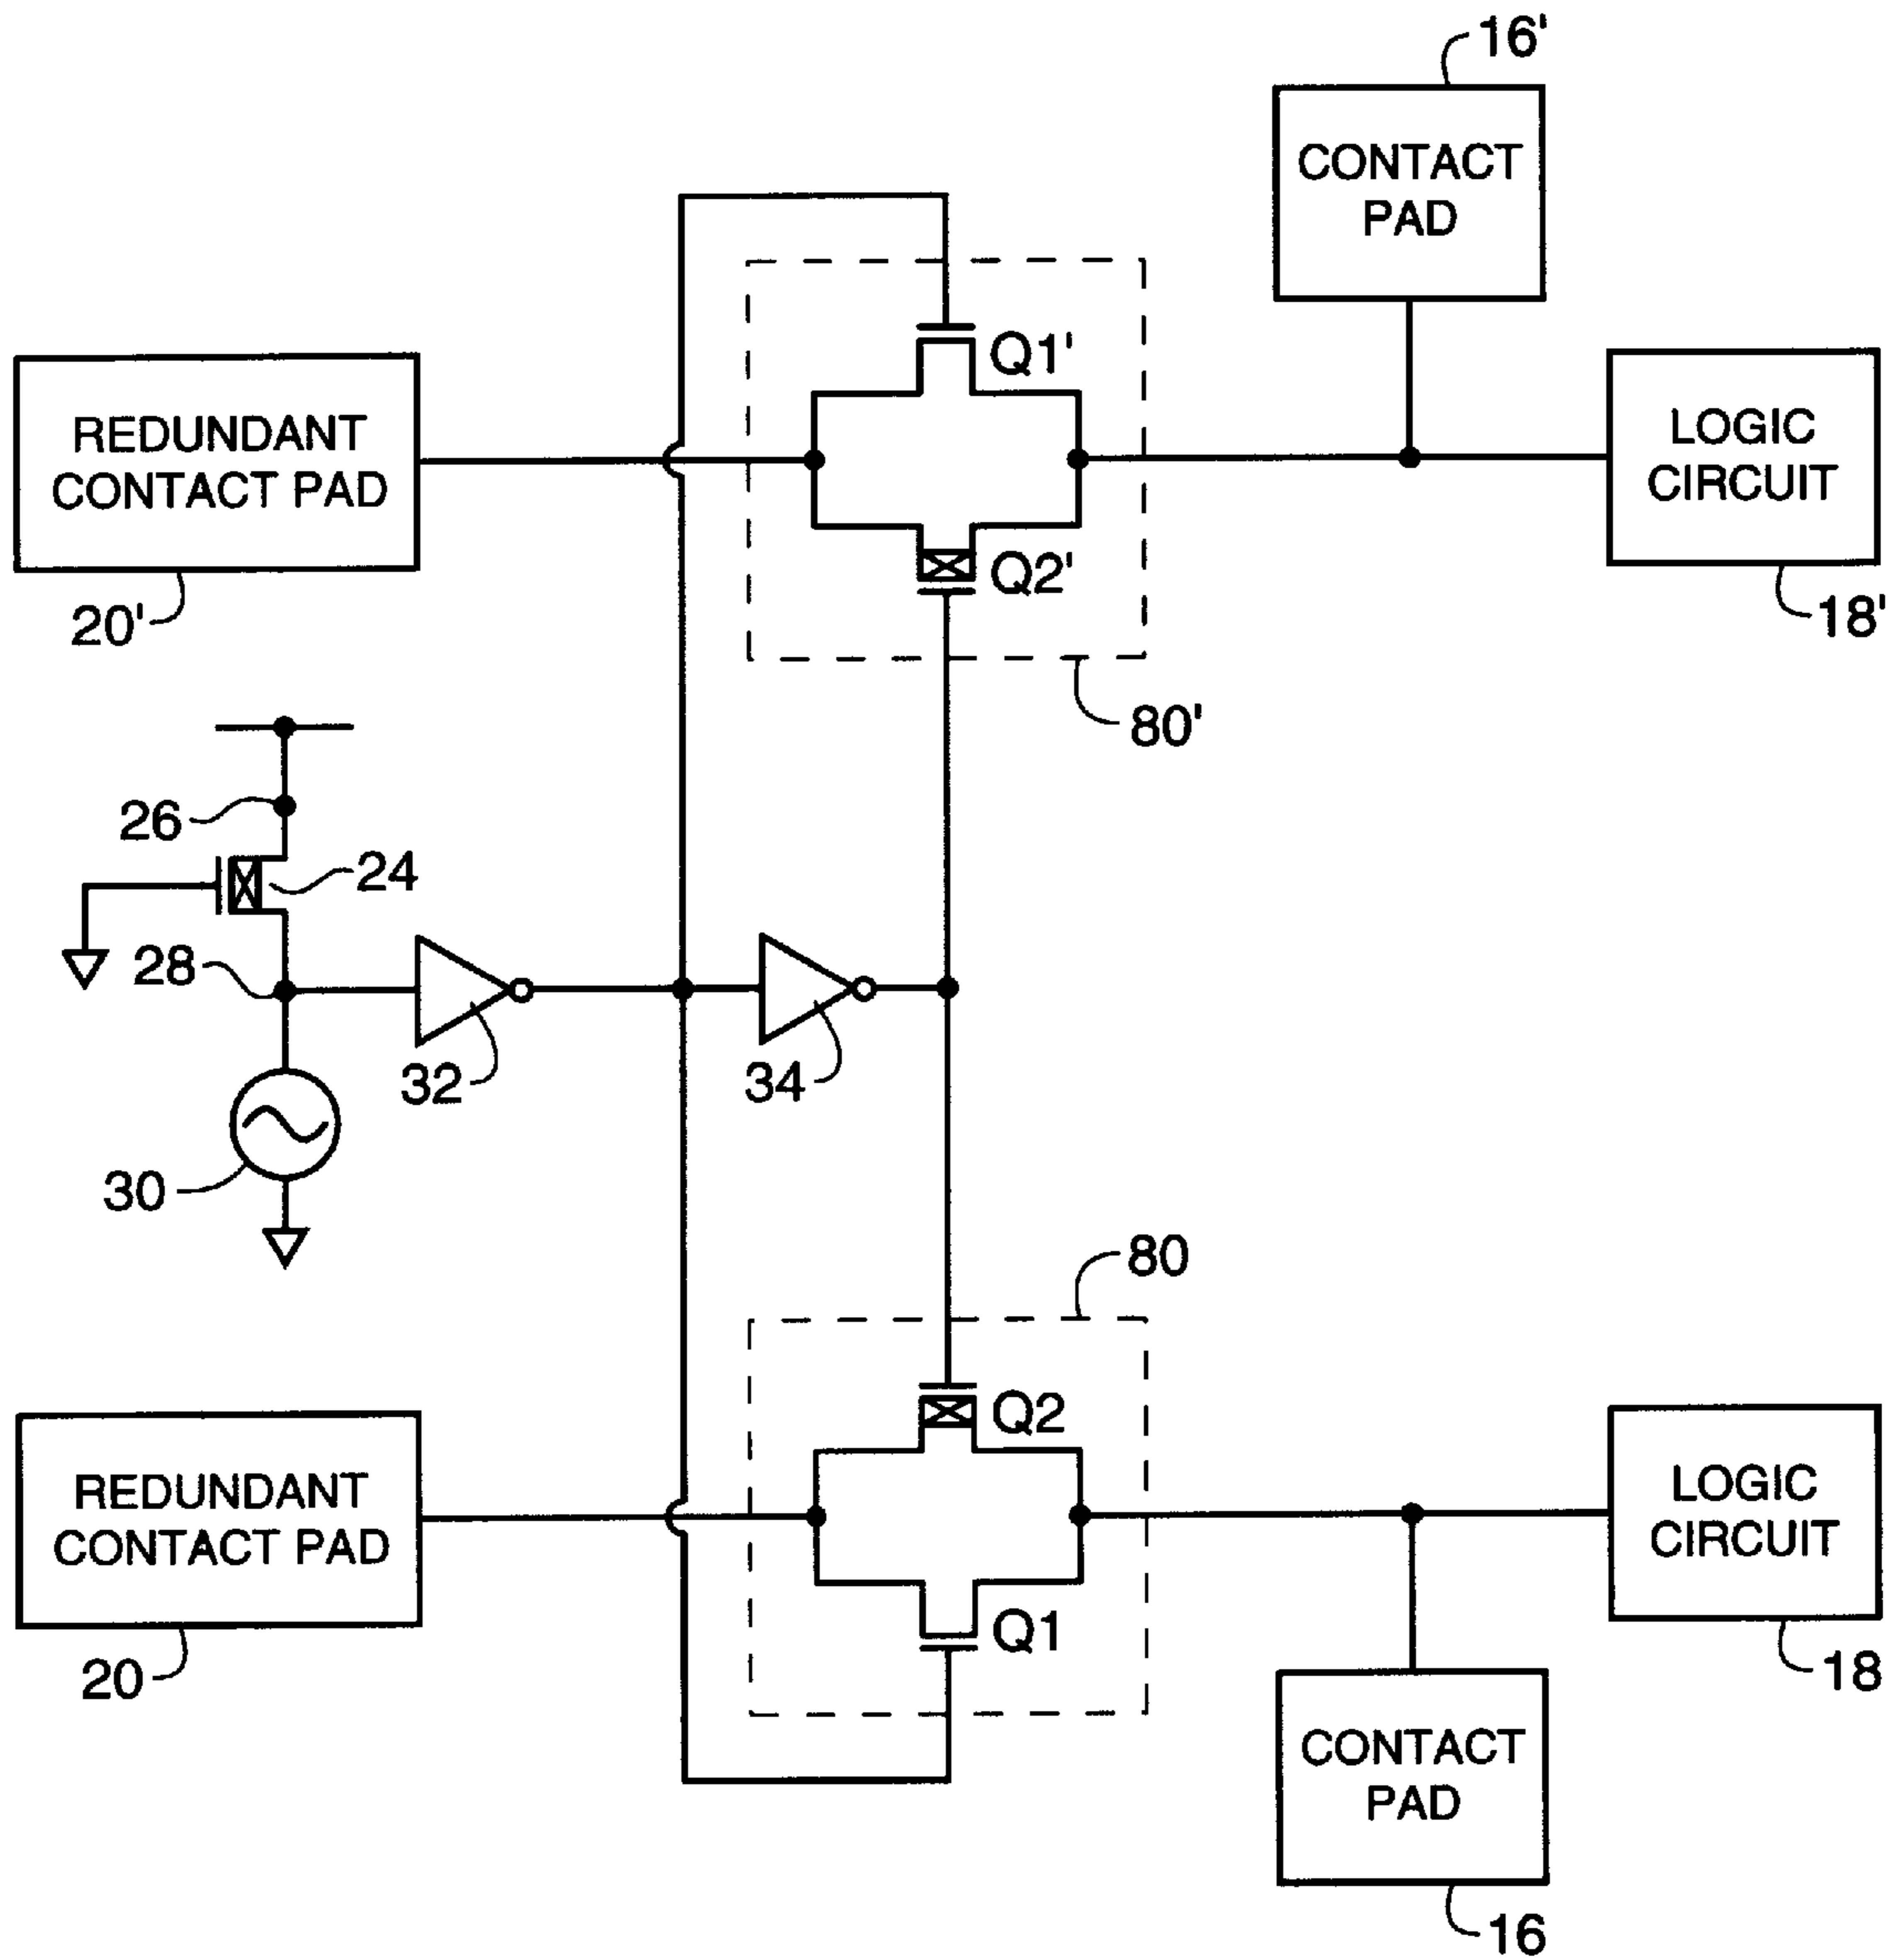 16'
CONTACT
PAD
Q1'
REDUNDANT
CONTACT PAD
LOGIC
CIRCUIT
Q2'
20'
18'
80'
26
24
28
32
34
30
80
Q2
REDUNDANT
CONTACT PAD
LOGIC
CIRCUIT
Q1
20
18
CONTACT
PAD
16